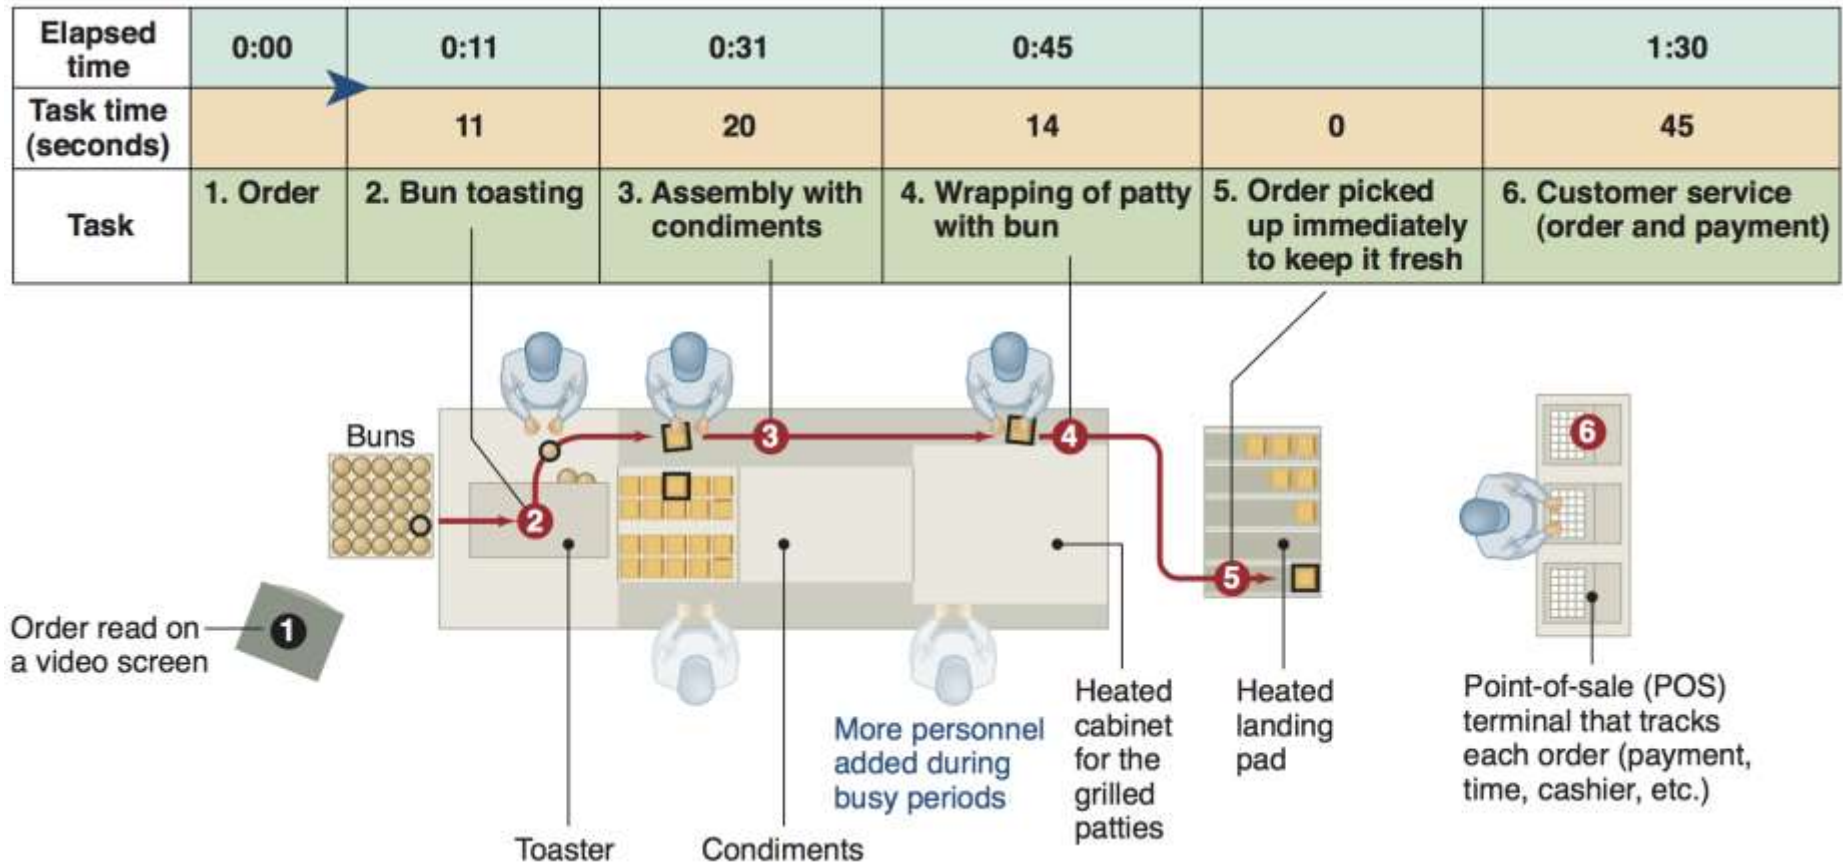 Elapsed
time
0:00
0:11
0:31
0:45
1:30
Task time
(seconds)
11
20
14
0
45
Task
1. Order
2. Bun toasting
3. Assembly with
condiments
4. Wrapping of patty
with bun
5. Order picked
up immediately
to keep it fresh
6. Customer service
(order and payment)
Buns
2
3
4
5
6
Order read on
a video screen
1
More personnel
added during
busy periods
Heated
cabinet
for the
grilled
patties
Heated
landing
pad
Point-of-sale (POS)
terminal that tracks
each order (payment,
time, cashier, etc.)
Toaster
Condiments